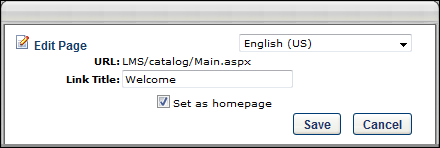 Edit Page
English (US)
URL: LMS/catalog/Main.aspx
Link Title: Welcome
Set as homepage
Save Cancel